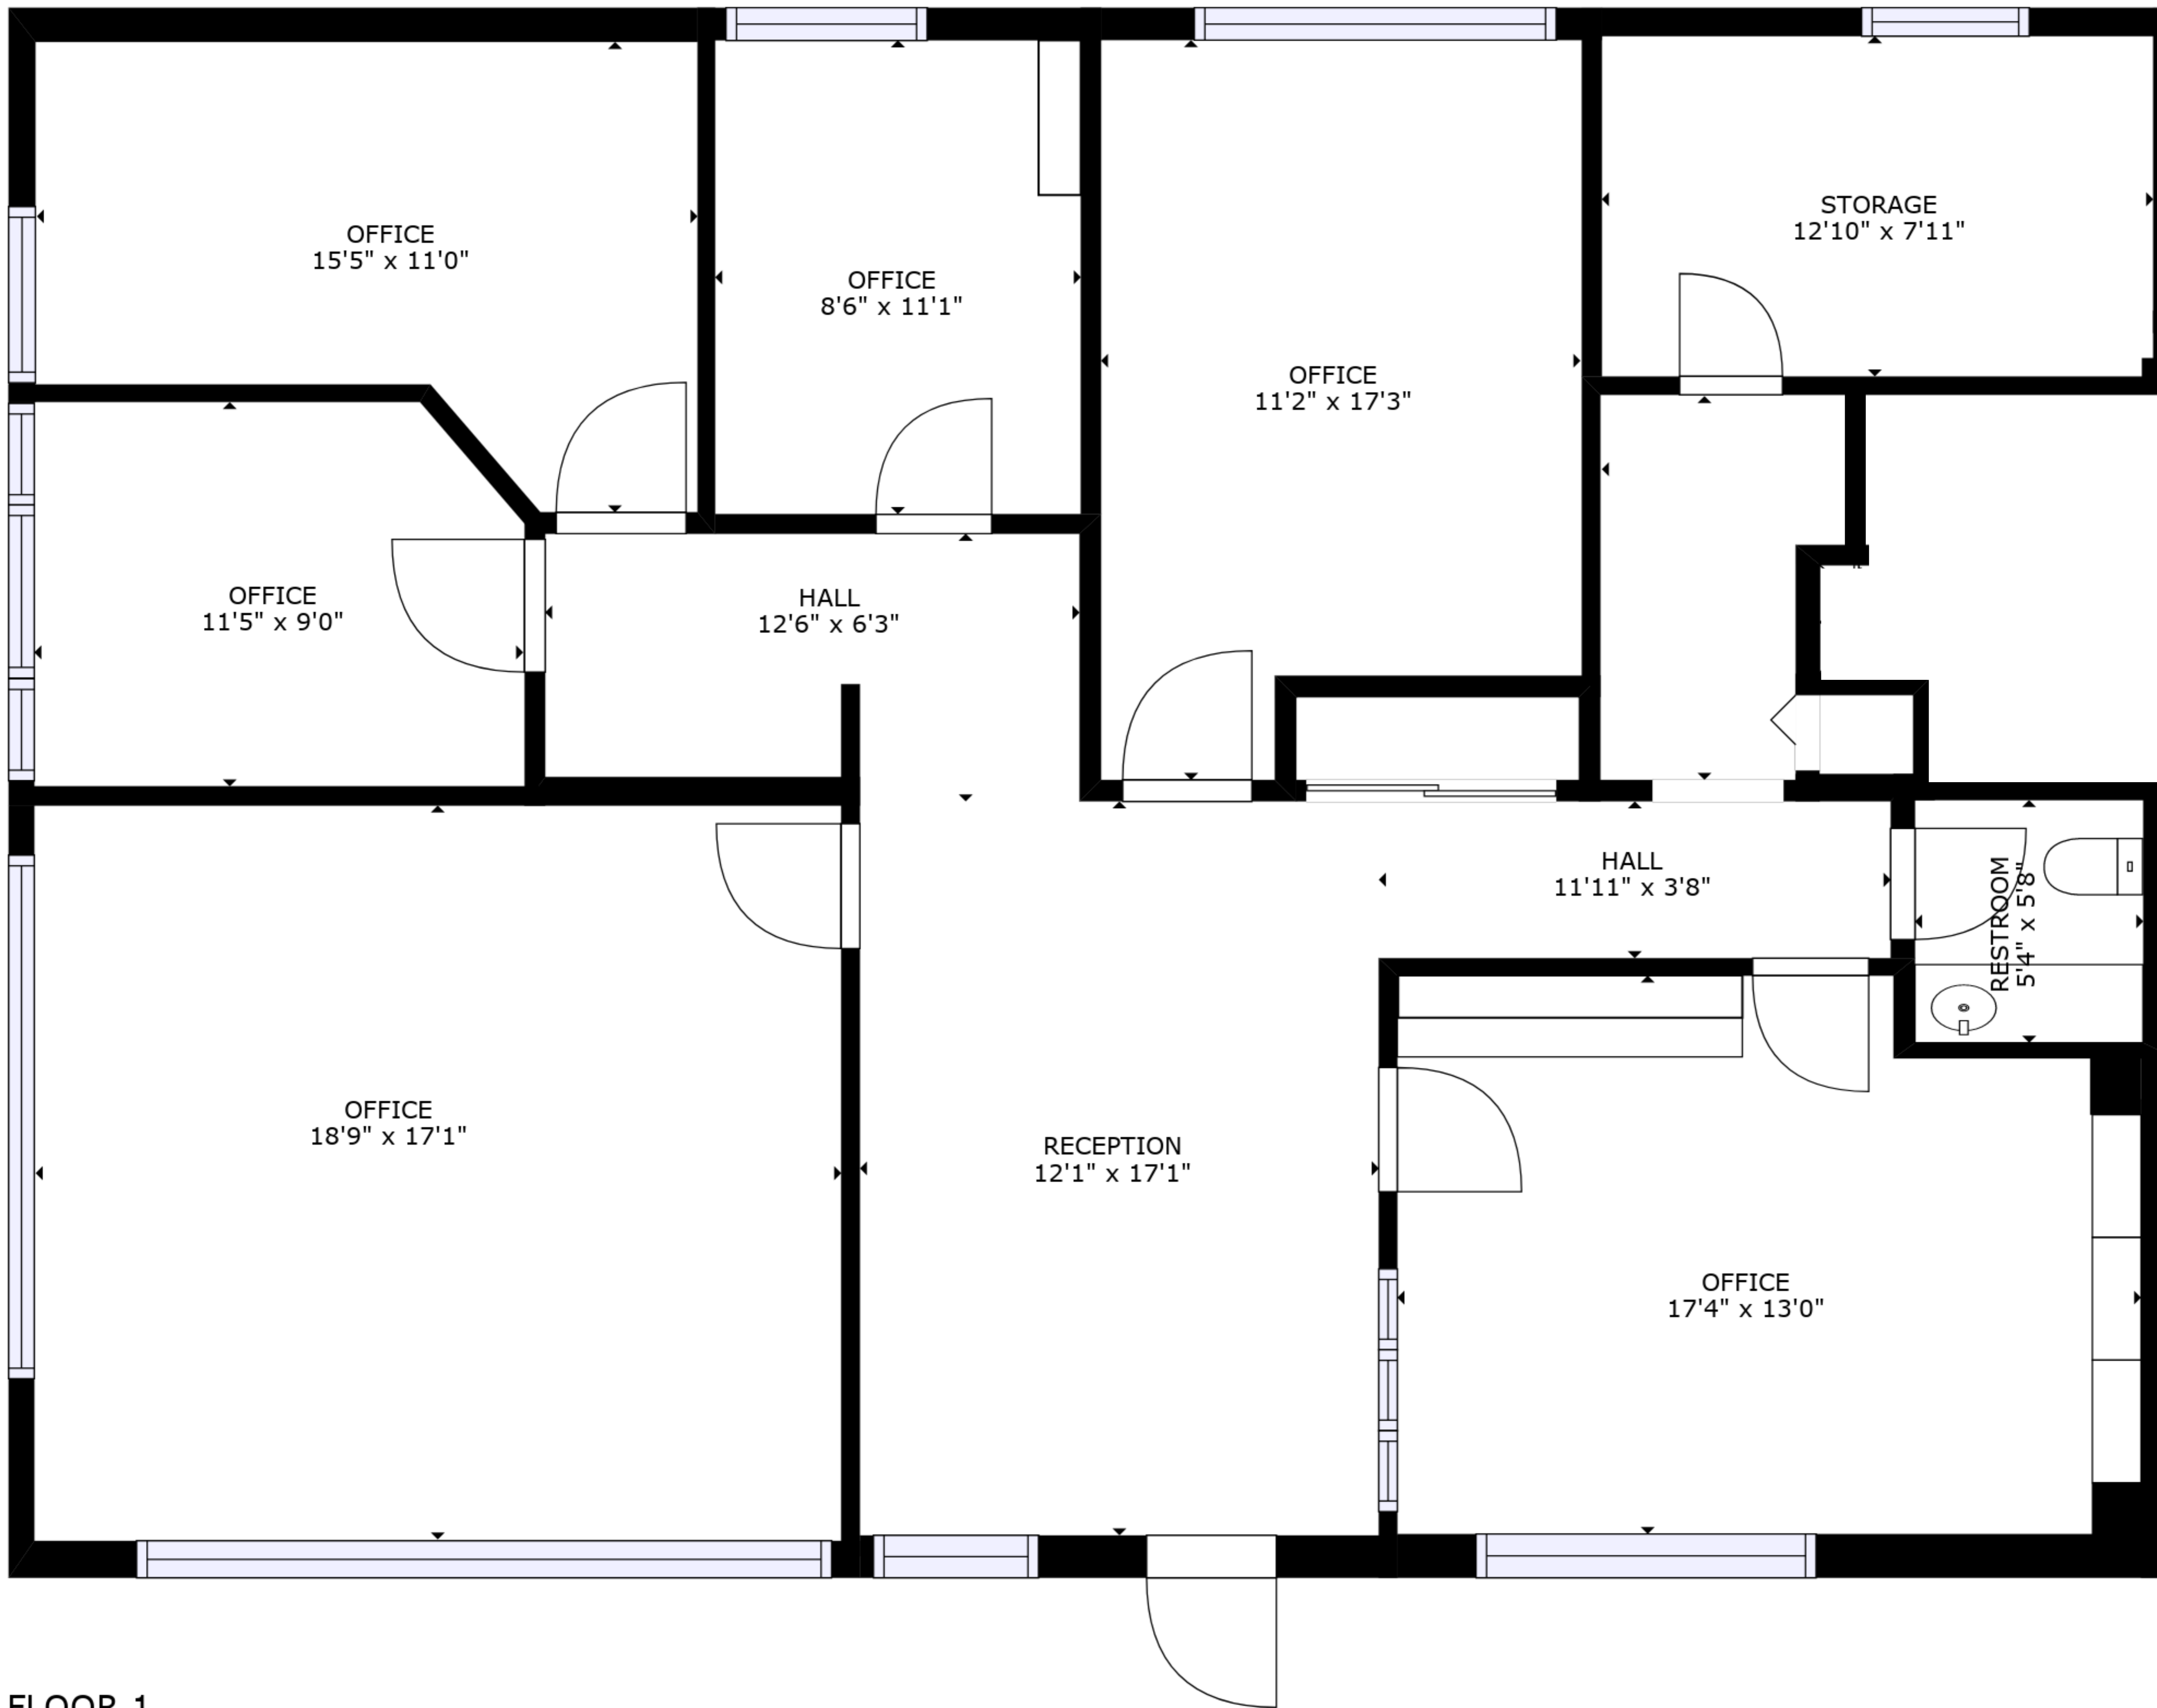 OFFICE
15'5" x 11'0"
OFFICE
8'6" x 11'1"
OFFICE
11'2" x 17'3"
STORAGE
12'10" x 7'11"
OFFICE
11'5" x 9'0"
HALL
12'6" x 6'3"
HALL
11'11" x 3'8"
RESTROOM
5'4" x 5'8"
OFFICE
18'9" x 17'1"
RECEPTION
12'1" x 17'1"
OFFICE
17'4" x 13'0"
FLOOR 1